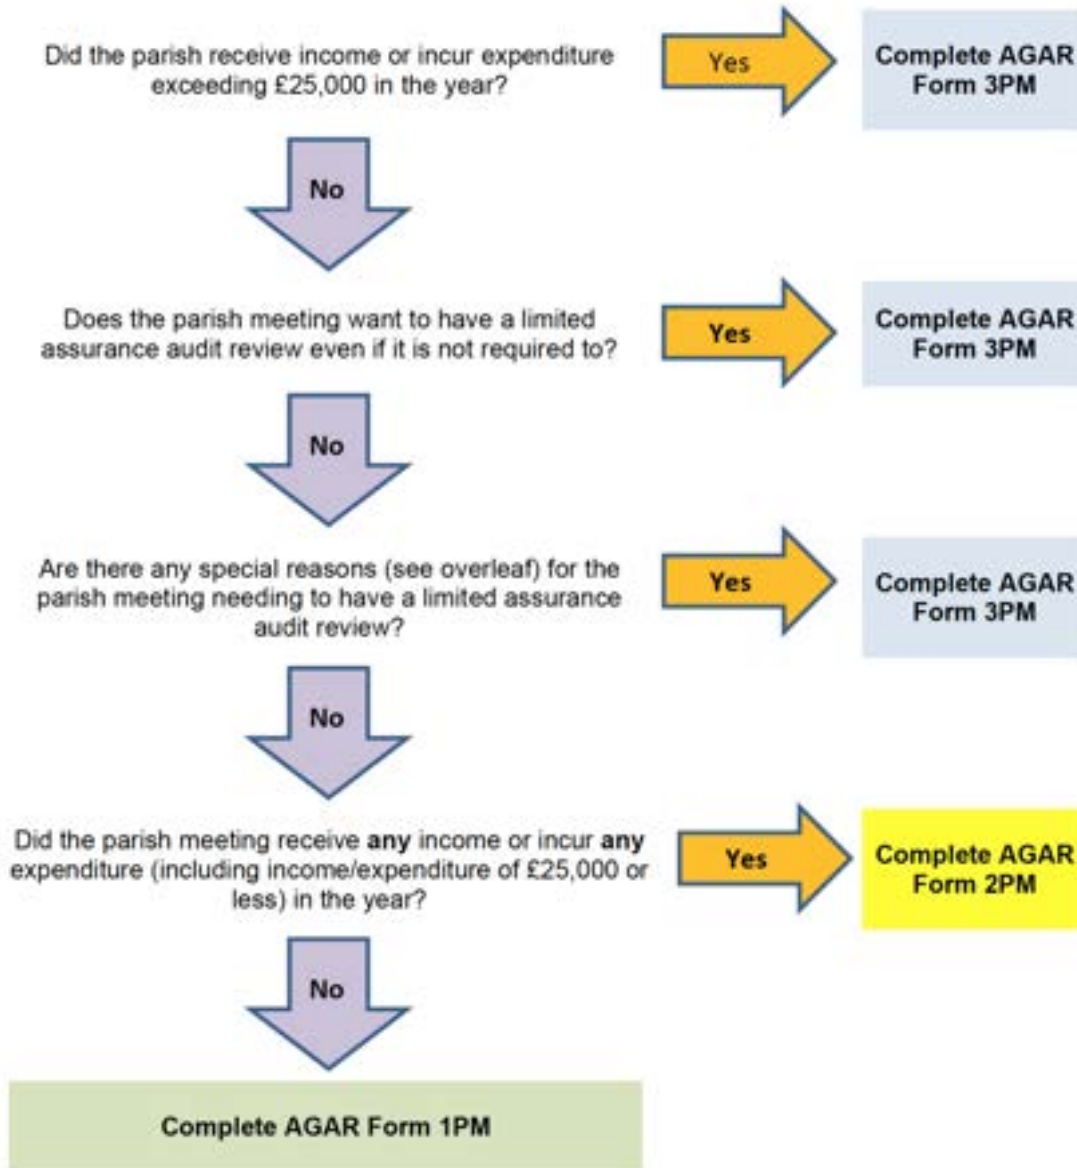 Did the parish receive income or incur expenditure
exceeding £25,000 in the year?
Yes
Complete AGAR
Form 3PM
No
Does the parish meeting want to have a limited
assurance audit review even if it is not required to?
Yes
Complete AGAR
Form 3PM
No
Are there any special reasons (see overleaf) for the
parish meeting needing to have a limited assurance
audit review?
Yes
Complete AGAR
Form 3PM
No
Did the parish meeting receive any income or incur any
expenditure (including income/expenditure of £25,000 or
less) in the year?
Yes
Complete AGAR
Form 2PM
No
Complete AGAR Form 1PM